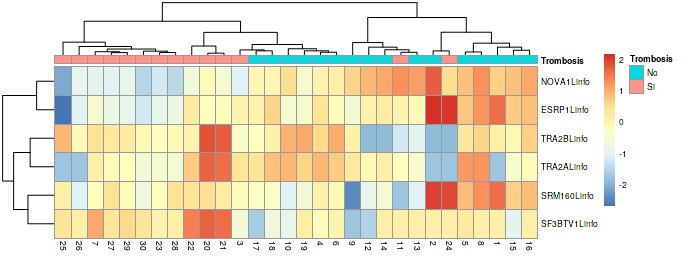 Trombosis
NOVA1Linfo
ESRP1Linfo
TRA2BLinfo
TRA2ALinfo
SRM160Linfo
SF3BTV1Linfo
25 26 7 27 29 30 23 28 22 20 21 3 17 18 10 19 4 6 9 12 14 11 13 2 24 5 8 1 15 16
2
1
0
-1
-2
Trombosis
No
Si